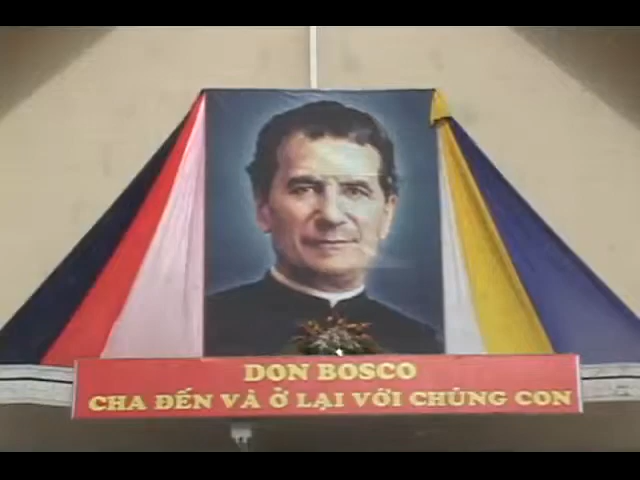 DON BOSCO
CHA ĐẾN VÀ Ở LẠI VỚI CHÚNG CON